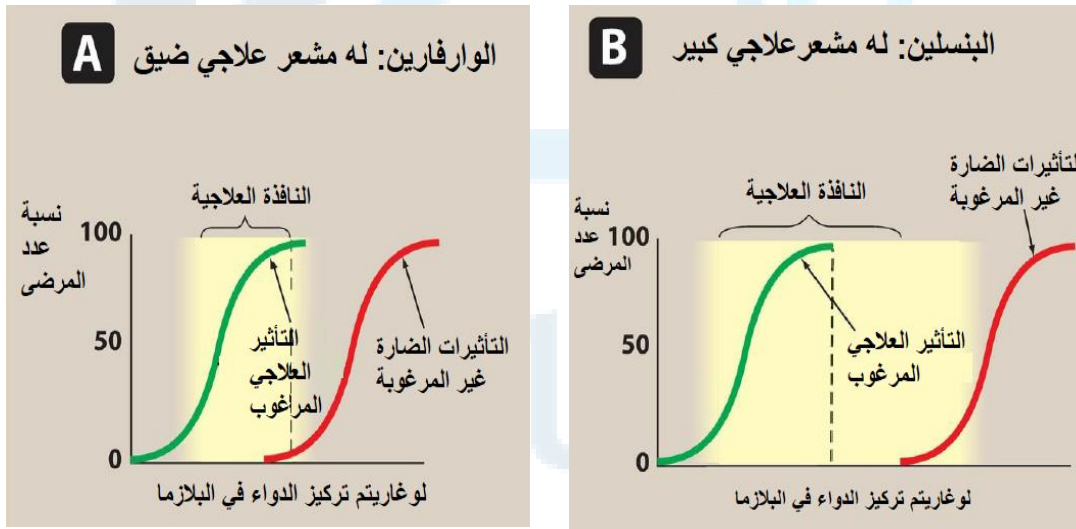 A
الوارفارين: له مشعر علاجي ضيق
النافذة العلاجية
نسبة
عدد
المرضى
100
50
0
التأثير
العلاجي
المرغوب
التأثيرات الضارة
غير المرغوبة
لوغاريتم تركيز الدواء في البلازما
B
البنسلين: له مشعرعلاجي كبير
النافذة العلاجية
التأثيرات الضارة
غير المرغوبة
نسبة
عدد
المرضى
100
50
0
التأثير العلاجي
المرغوب
لوغاريتم تركيز الدواء في البلازما